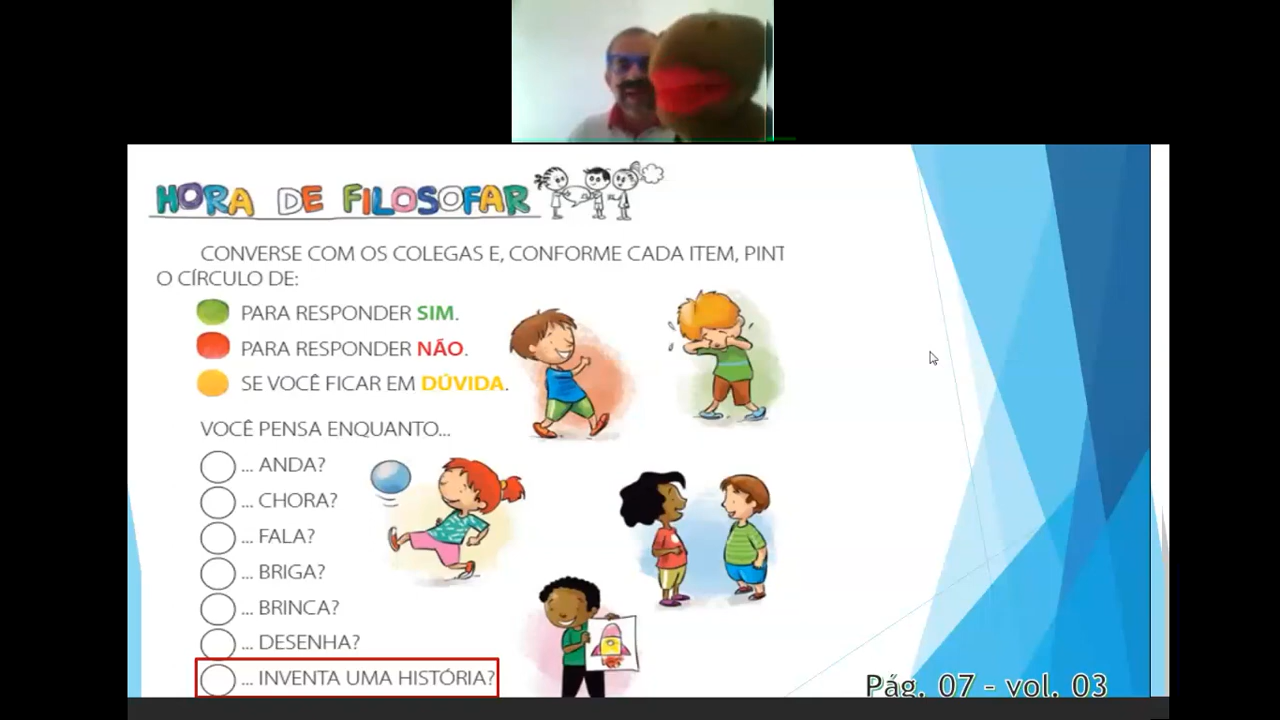 HORA DE FILOSOFAR
CONVERSE COM OS COLEGAS E, CONFORME CADA ITEM, PINT
O CÍRCULO DE:
PARA RESPONDER SIM.
PARA RESPONDER NÃO.
SE VOCÊ FICAR EM DÚVIDA.
VOCÊ PENSA ENQUANTO...
... ANDA?
... CHORA?
... FALA?
... BRIGA?
... BRINCA?
... DESENHA?
... INVENTA UMA HISTÓRIA?
Pág. 07 - vol. 03